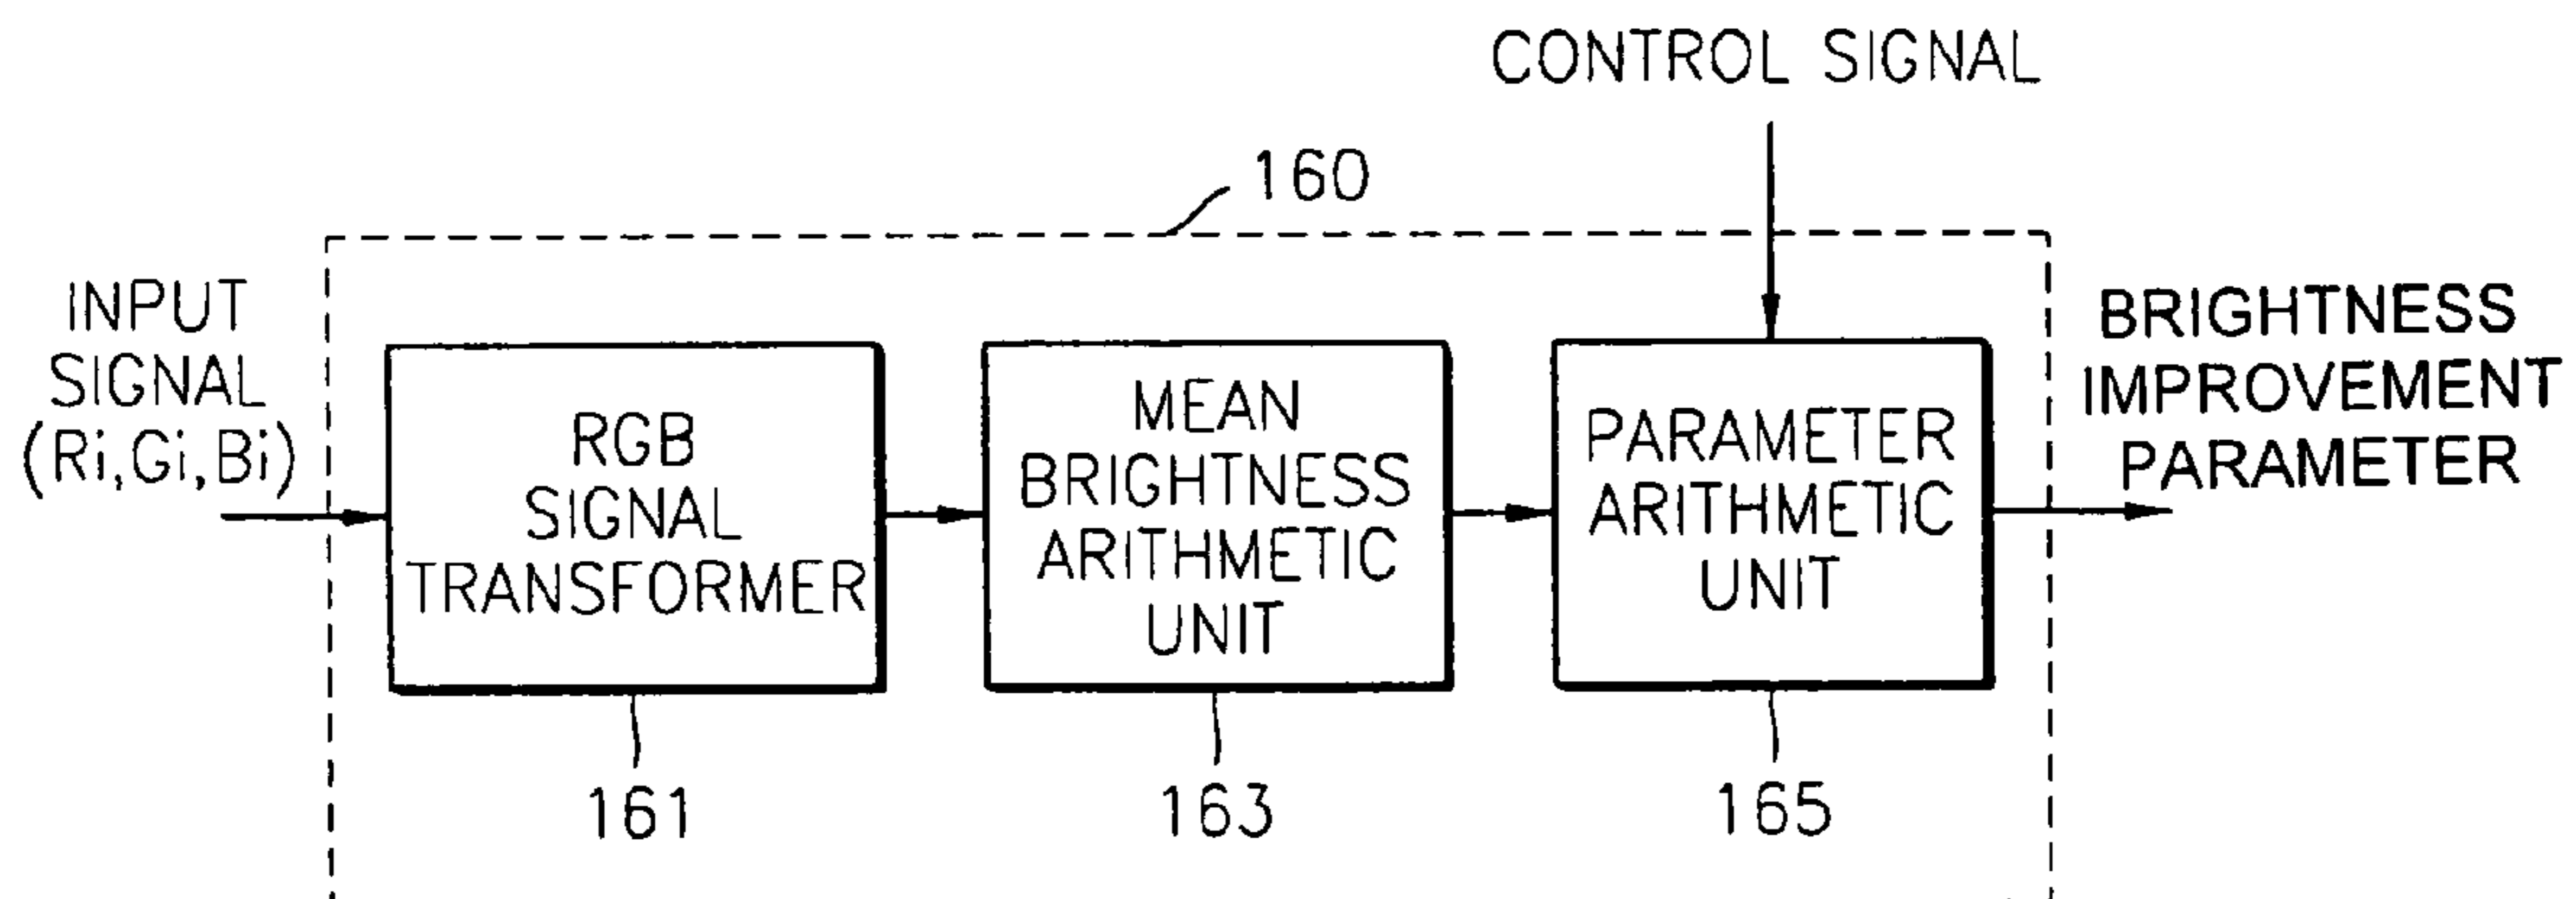 CONTROL SIGNAL
160
INPUT
SIGNAL
(Ri,Gi,Bi)
RGB
SIGNAL
TRANSFORMER
MEAN
BRIGHTNESS
ARITHMETIC
UNIT
PARAMETER
ARITHMETIC
UNIT
BRIGHTNESS
IMPROVEMENT
PARAMETER
161
163
165